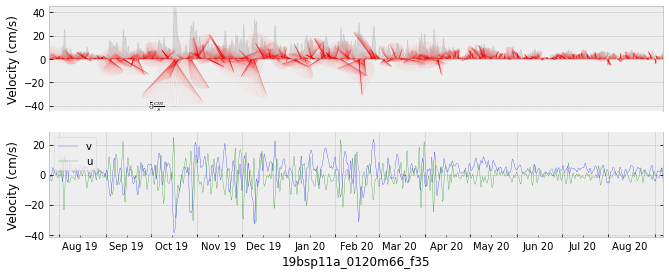 Velocity (cm/s)
40
20
0
−20
−40
5 cm/s
Velocity (cm/s)
20
0
−20
−40
v
u
Aug 19 Sep 19 Oct 19 Nov 19 Dec 19 Jan 20 Feb 20 Mar 20 Apr 20 May 20 Jun 20 Jul 20 Aug 20
19bsp11a_0120m66_f35